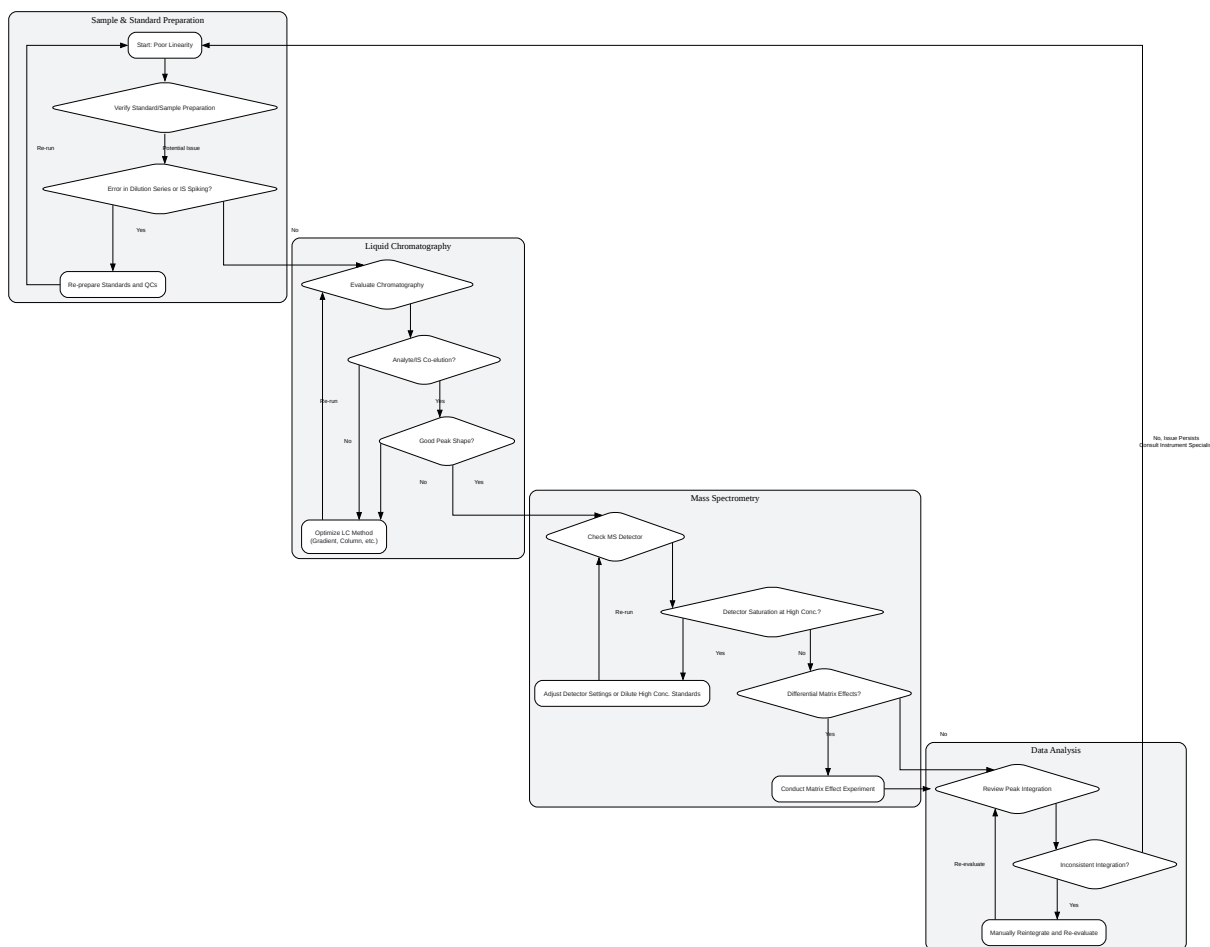 Sample & Standard Preparation
Start: Poor Linearity
Verify Standard/Sample Preparation
Re-run
Potential Issue
Error in Dilution Series or IS Spiking?
Yes
No
Re-prepare Standards and QCs
Liquid Chromatography
Evaluate Chromatography
Analyte/IS Co-elution?
Re-run
Yes
No
Good Peak Shape?
No
Yes
Optimize LC Method
(Gradient, Column, etc.)
No, Issue Persists
Consult Instrument Speciali
Mass Spectrometry
Check MS Detector
Re-run
Detector Saturation at High Conc.?
Yes
No
Adjust Detector Settings or Dilute High Conc. Standards
Differential Matrix Effects?
Yes
No
Conduct Matrix Effect Experiment
Data Analysis
Review Peak Integration
Re-evaluate
Inconsistent Integration?
Yes
Manually Reintegrate and Re-evaluate